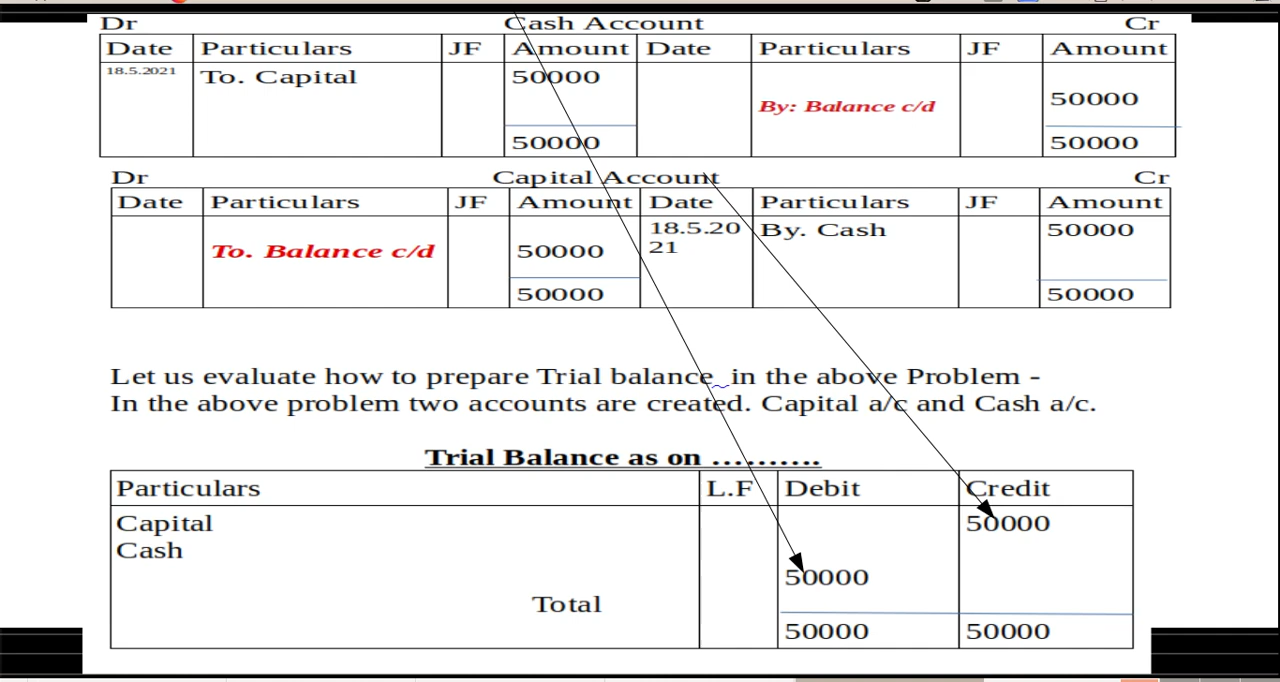 Dr Cash Account Cr
Date Particulars JF Amount Date Particulars JF Amount
18.5.2021 To. Capital 50000
By: Balance c/d 50000
50000 50000
Dr Capital Account Cr
Date Particulars JF Amount Date Particulars JF Amount
18.5.20 By. Cash 50000
To. Balance c/d 50000 21
50000 50000
Let us evaluate how to prepare Trial balance in the above Problem -
In the above problem two accounts are created. Capital a/c and Cash a/c.
Trial Balance as on ..........
Particulars L.F Debit Credit
Capital 50000
Cash
50000
Total
50000 50000